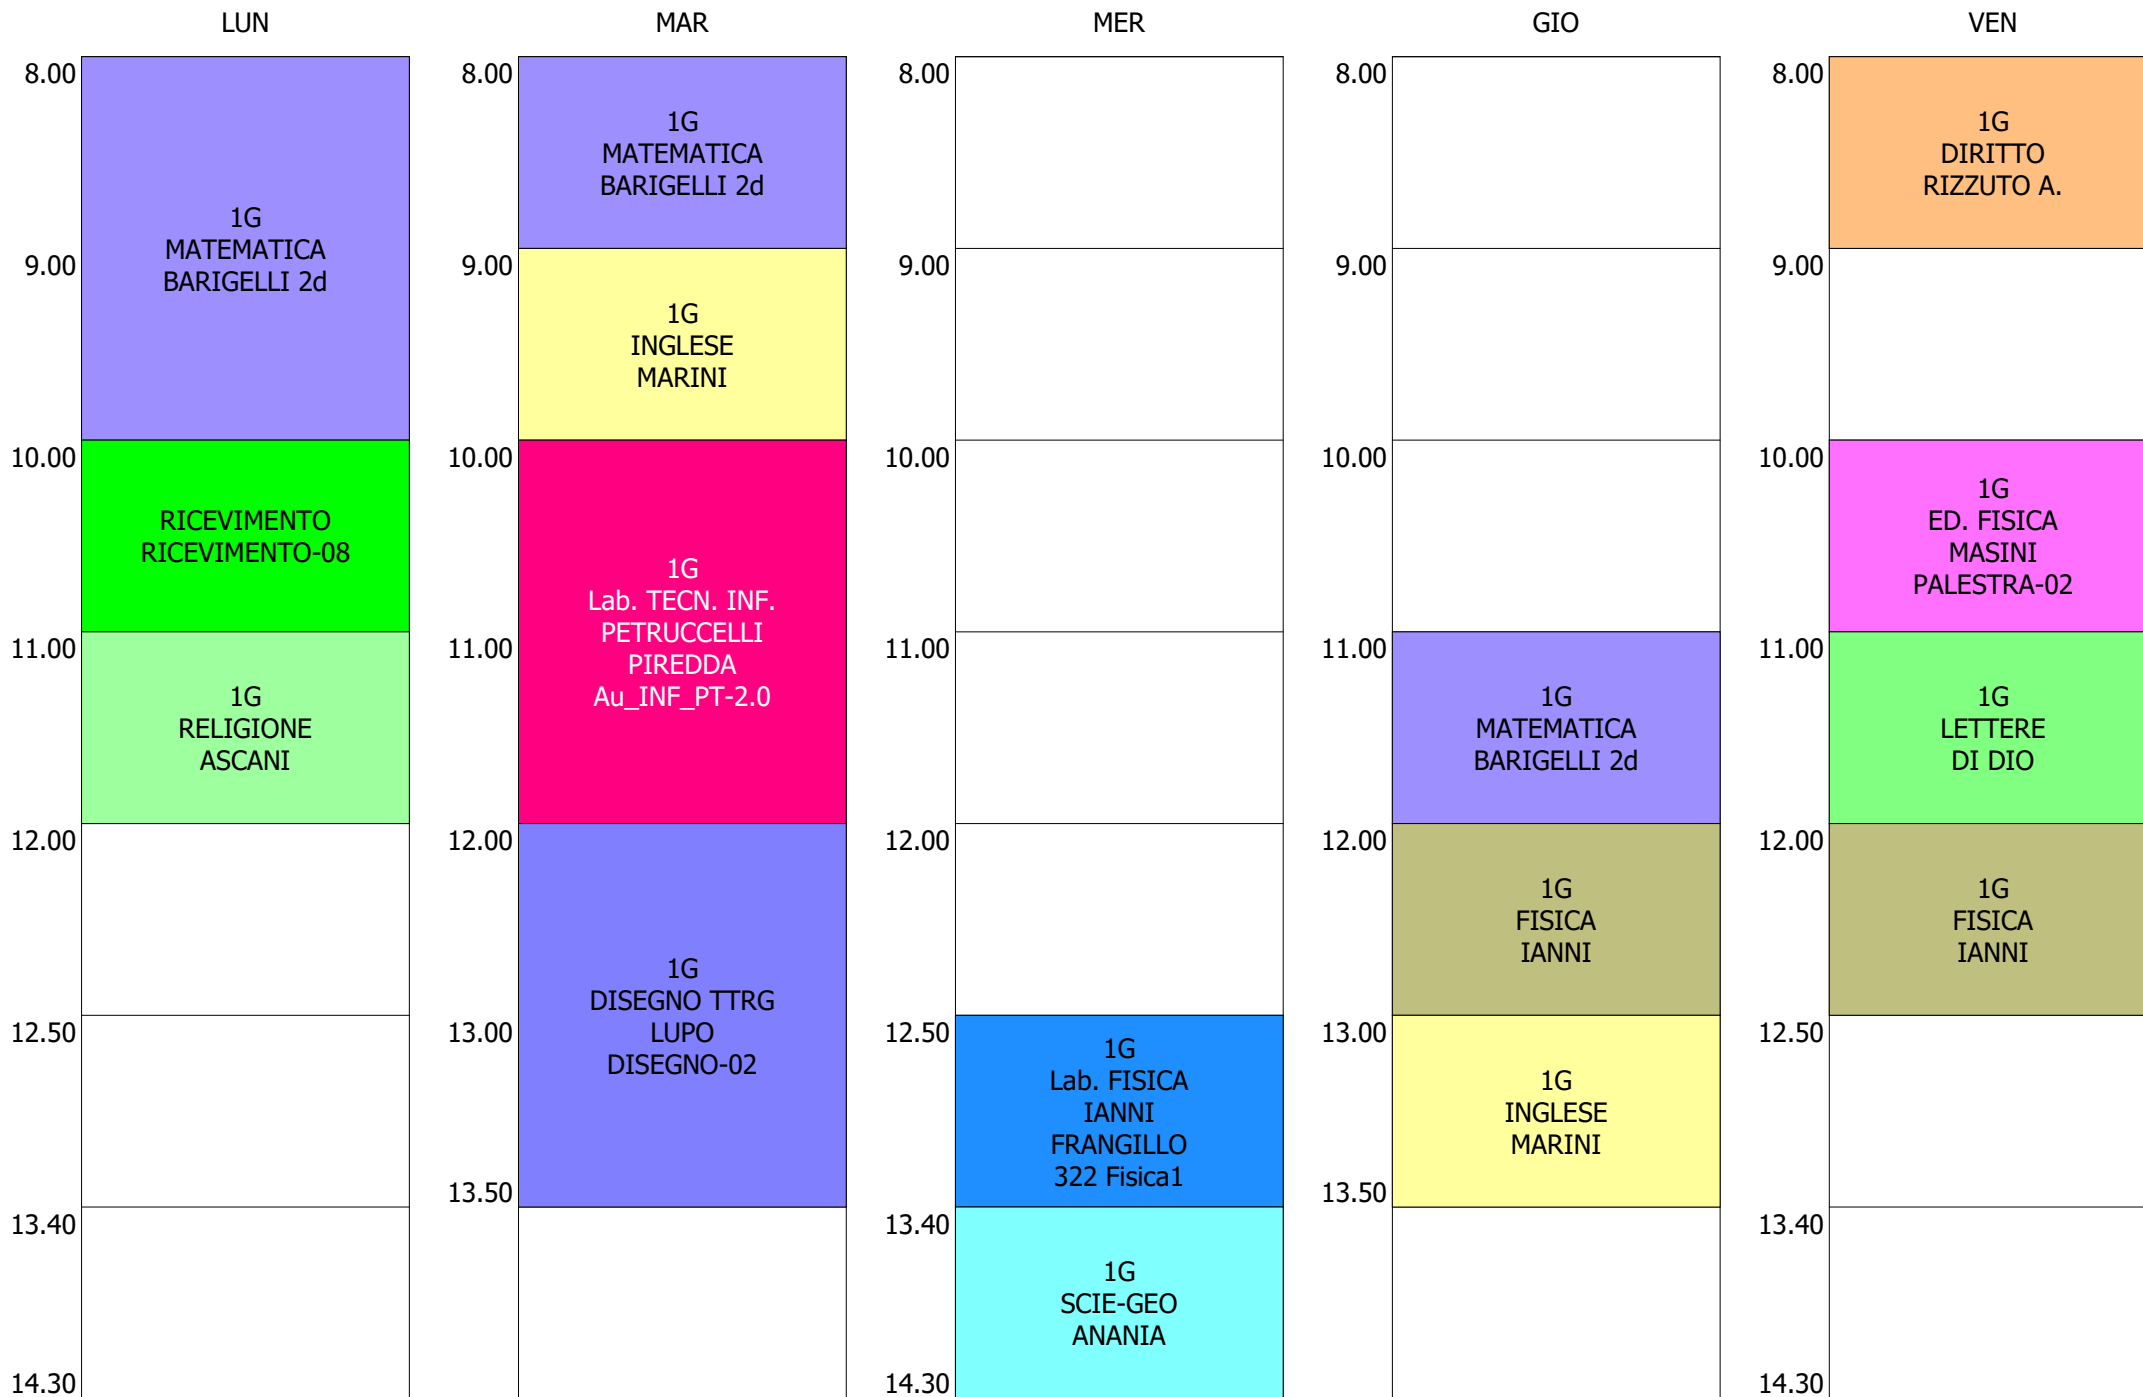 LUN
MAR
MER
GIO
VEN
8.00
1G
MATEMATICA
BARIGELLI 2d
9.00
10.00
RICEVIMENTO
RICEVIMENTO-08
11.00
1G
RELIGIONE
ASCANI
12.00
12.50
13.40
14.30
8.00
1G
MATEMATICA
BARIGELLI 2d
9.00
1G
INGLESE
MARINI
10.00
1G
Lab. TECN. INF.
PETRUCCELLI
PIREDDA
Au_INF_PT-2.0
11.00
12.00
1G
DISEGNO TTRG
LUPO
DISEGNO-02
13.00
13.50
8.00
9.00
10.00
11.00
12.00
12.50
1G
Lab. FISICA
IANNI
FRANGILLO
322 Fisica1
13.40
1G
SCIE-GEO
ANANIA
14.30
8.00
9.00
10.00
11.00
1G
MATEMATICA
BARIGELLI 2d
12.00
1G
FISICA
IANNI
13.00
1G
INGLESE
MARINI
13.50
8.00
1G
DIRITTO
RIZZUTO A.
9.00
10.00
1G
ED. FISICA
MASINI
PALESTRA-02
11.00
1G
LETTERE
DI DIO
12.00
1G
FISICA
IANNI
12.50
13.40
14.30